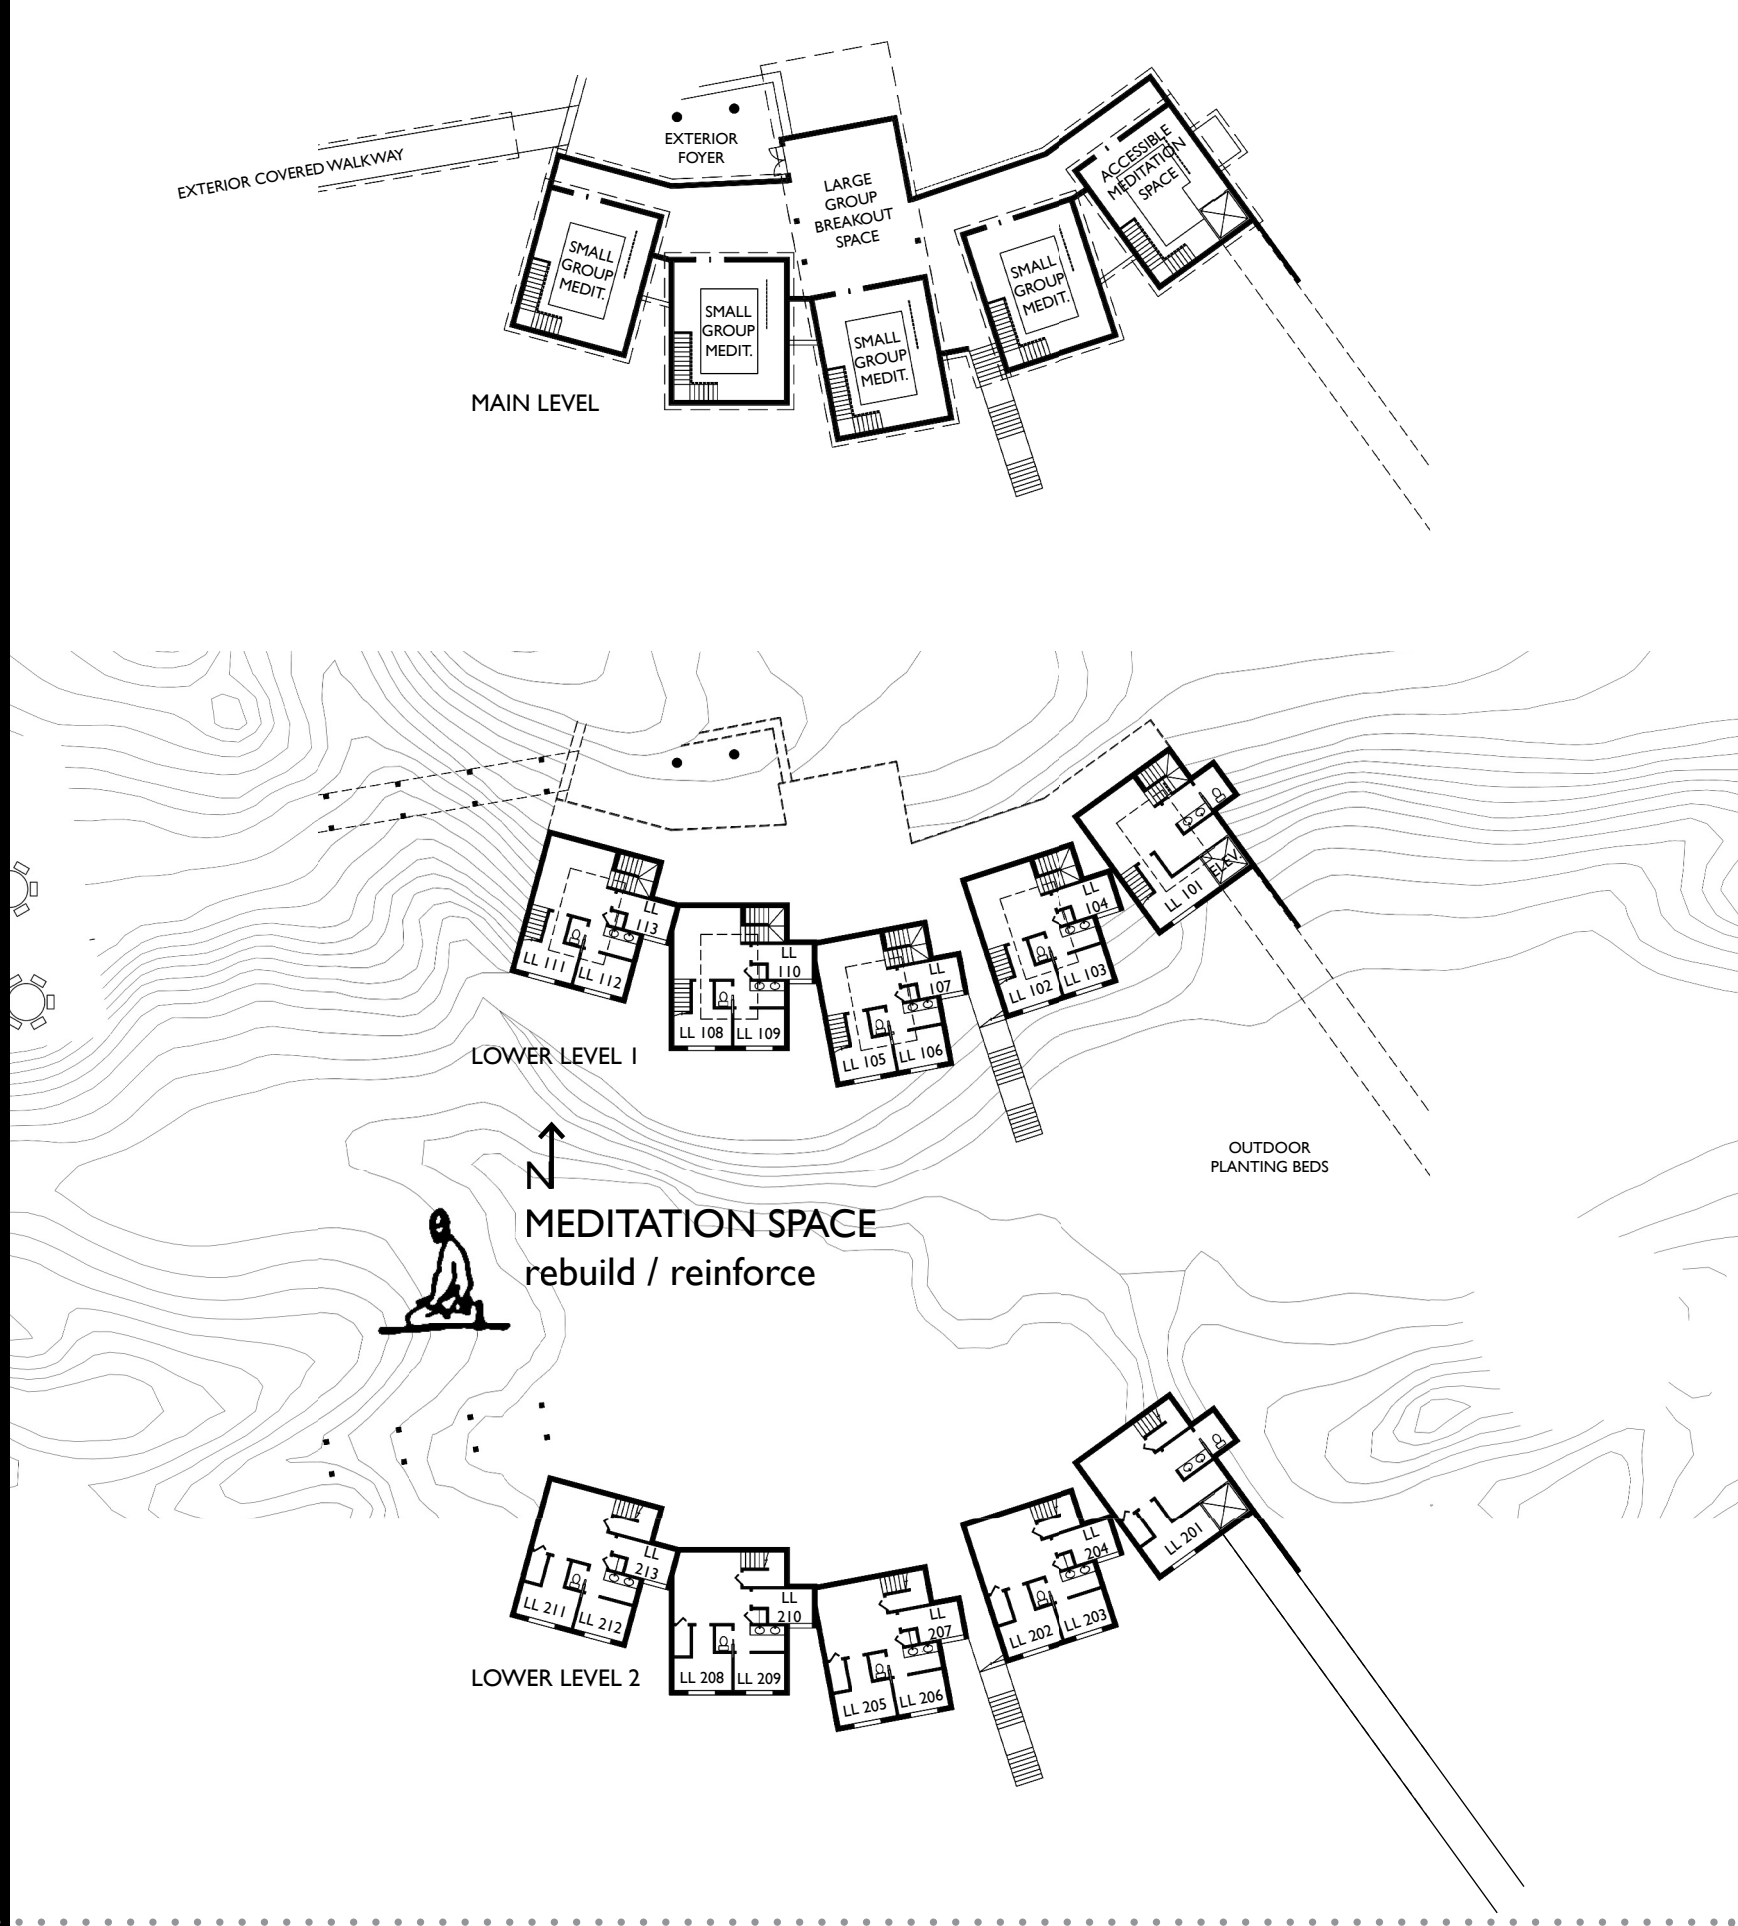 EXTERIOR COVERED WALKWAY
EXTERIOR
FOYER
LARGE
GROUP
BREAKOUT
SPACE
ACCESSIBLE
MEDITATION
SPACE
SMALL
GROUP
MEDIT.
SMALL
GROUP
MEDIT.
SMALL
GROUP
MEDIT.
SMALL
GROUP
MEDIT.
MAIN LEVEL
LL 111
LL 112
LL
113
LL 108
LL 109
LL
110
LL 105
LL 106
LL
107
LL 102
LL 103
LL
104
LL 101
ELEV.
LOWER LEVEL 1
OUTDOOR
PLANTING BEDS
N
MEDITATION SPACE
rebuild / reinforce
LL 211
LL 212
LL
213
LL 208
LL 209
LL
210
LL 205
LL 206
LL
207
LL 202
LL 203
LL
204
LL 201
LOWER LEVEL 2